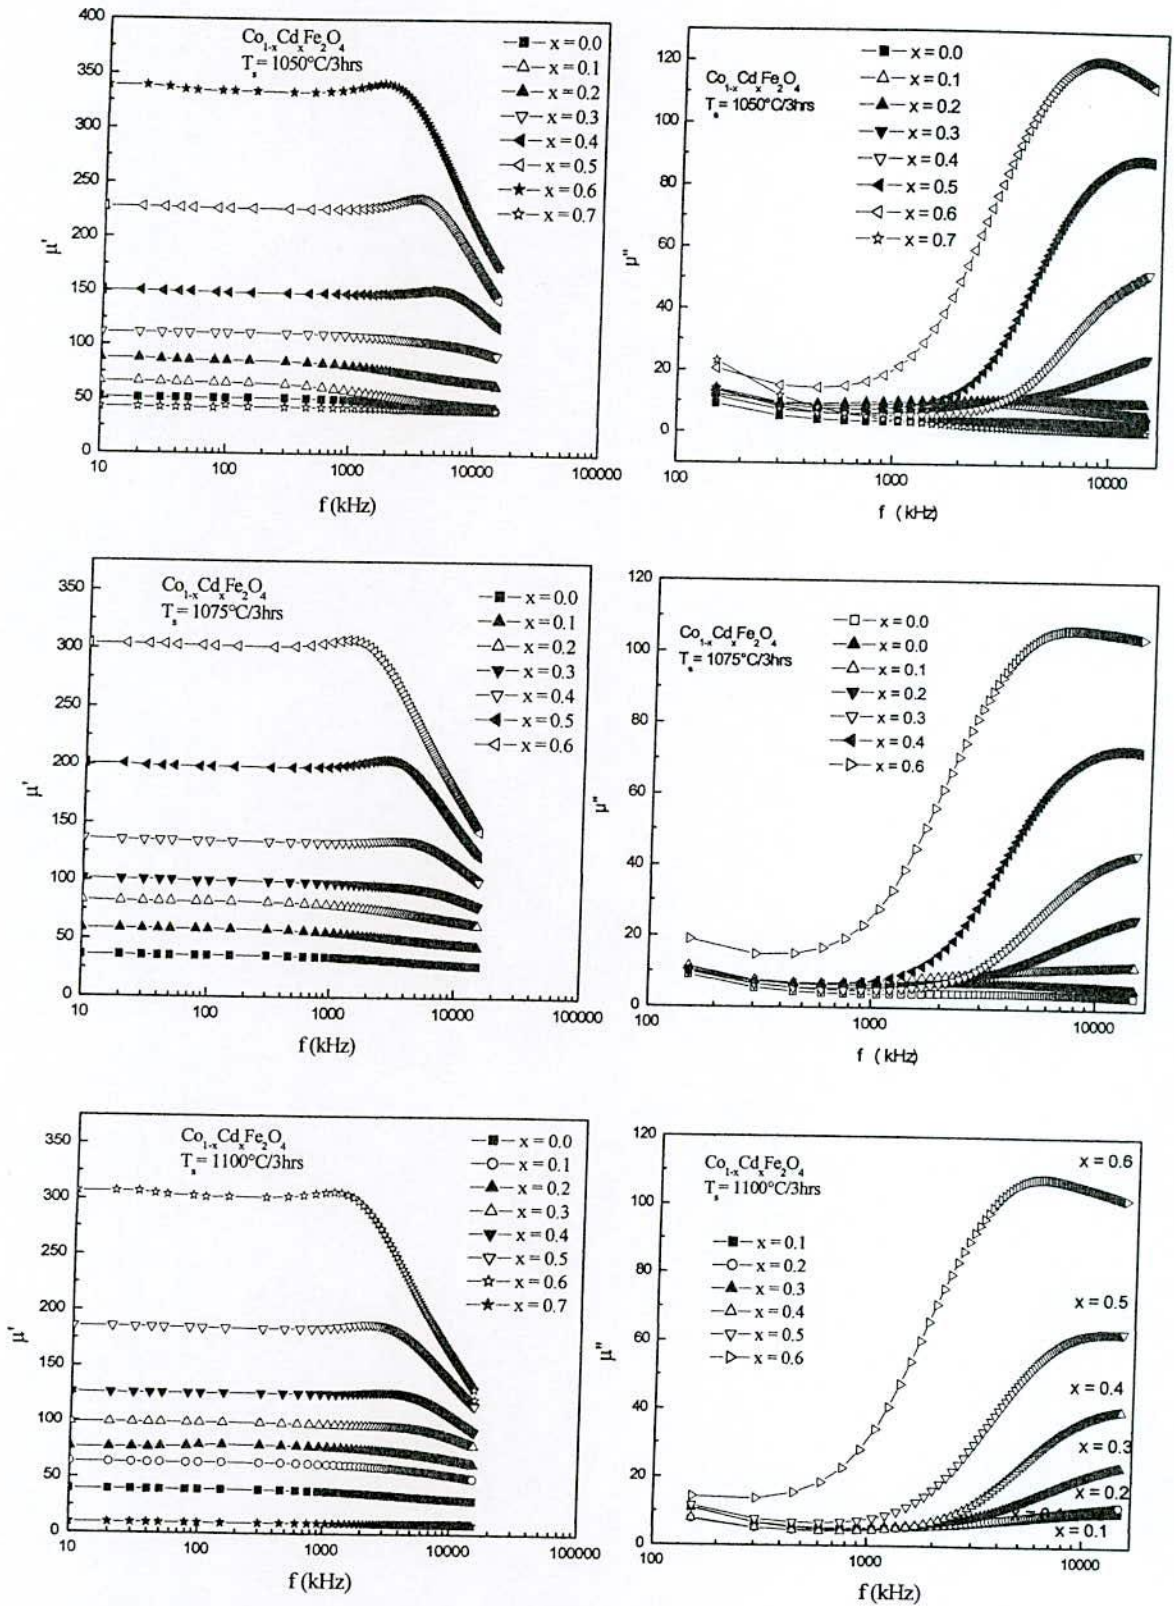 Co1-xCdxFe2O4
Ts = 1050°C/3hrs
x = 0.0
x = 0.1
x = 0.2
x = 0.3
x = 0.4
x = 0.5
x = 0.6
x = 0.7
400
350
300
250
200
150
100
50
0
μ'
10
100
1000
10000
100000
f (kHz)
Co1-xCdxFe2O4
Ts = 1050°C/3hrs
x = 0.0
x = 0.1
x = 0.2
x = 0.3
x = 0.4
x = 0.5
x = 0.6
x = 0.7
120
100
80
60
40
20
0
μ"
100
1000
10000
f (kHz)
Co1-xCdxFe2O4
Ts = 1075°C/3hrs
x = 0.0
x = 0.1
x = 0.2
x = 0.3
x = 0.4
x = 0.5
x = 0.6
350
300
250
200
150
100
50
0
μ'
10
100
1000
10000
100000
f (kHz)
Co1-xCdxFe2O4
Ts = 1075°C/3hrs
x = 0.0
x = 0.0
x = 0.1
x = 0.2
x = 0.3
x = 0.4
x = 0.6
120
100
80
60
40
20
0
μ"
100
1000
10000
f (kHz)
Co1-xCdxFe2O4
Ts = 1100°C/3hrs
x = 0.0
x = 0.1
x = 0.2
x = 0.3
x = 0.4
x = 0.5
x = 0.6
x = 0.7
350
300
250
200
150
100
50
0
μ'
10
100
1000
10000
100000
f (kHz)
Co1-xCdxFe2O4
Ts = 1100°C/3hrs
x = 0.1
x = 0.2
x = 0.3
x = 0.4
x = 0.5
x = 0.6
x = 0.6
x = 0.5
x = 0.4
x = 0.3
x = 0.2
x = 0.1
120
100
80
60
40
20
0
μ"
100
1000
10000
f (kHz)